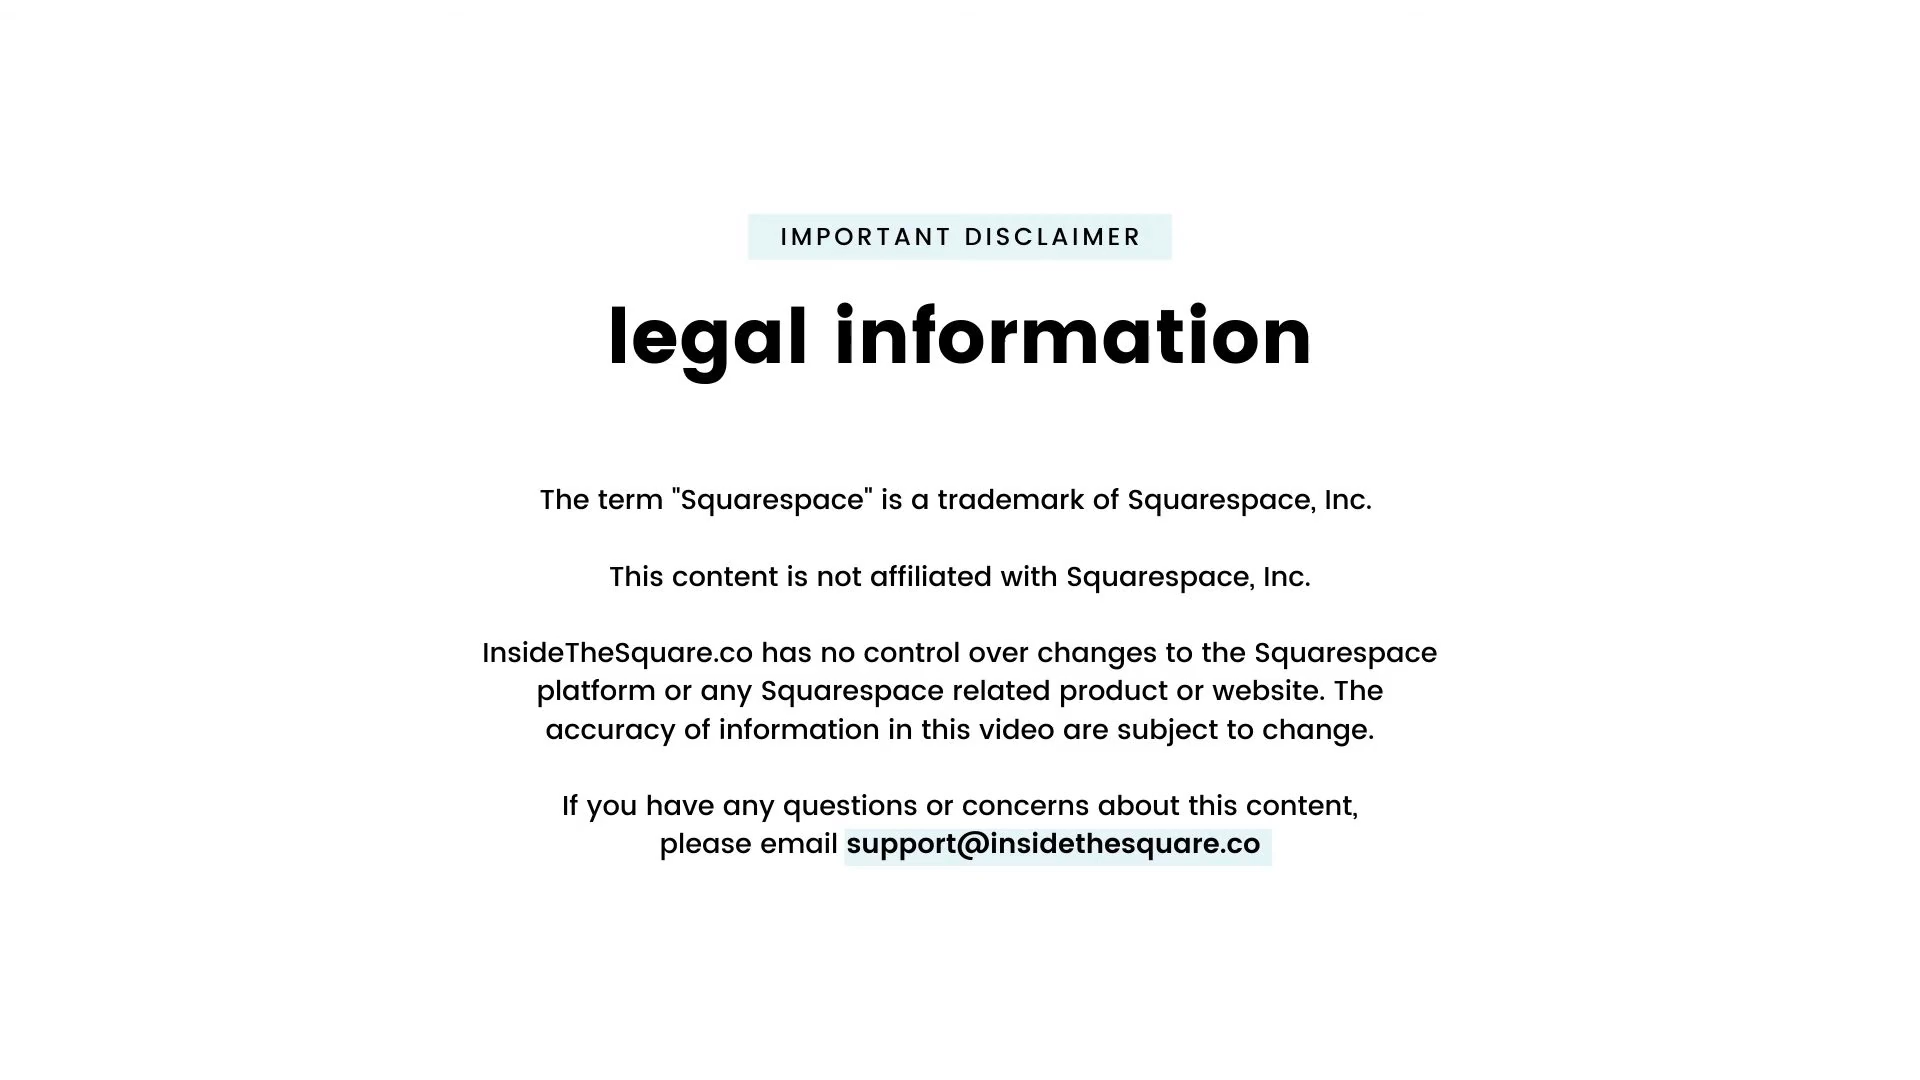 IMPORTANT DISCLAIMER
legal information
The term "Squarespace" is a trademark of Squarespace, Inc.
This content is not affiliated with Squarespace, Inc.
InsideTheSquare.co has no control over changes to the Squarespace
platform or any Squarespace related product or website. The
accuracy of information in this video are subject to change.
If you have any questions or concerns about this content,
please email support@insidethesquare.co